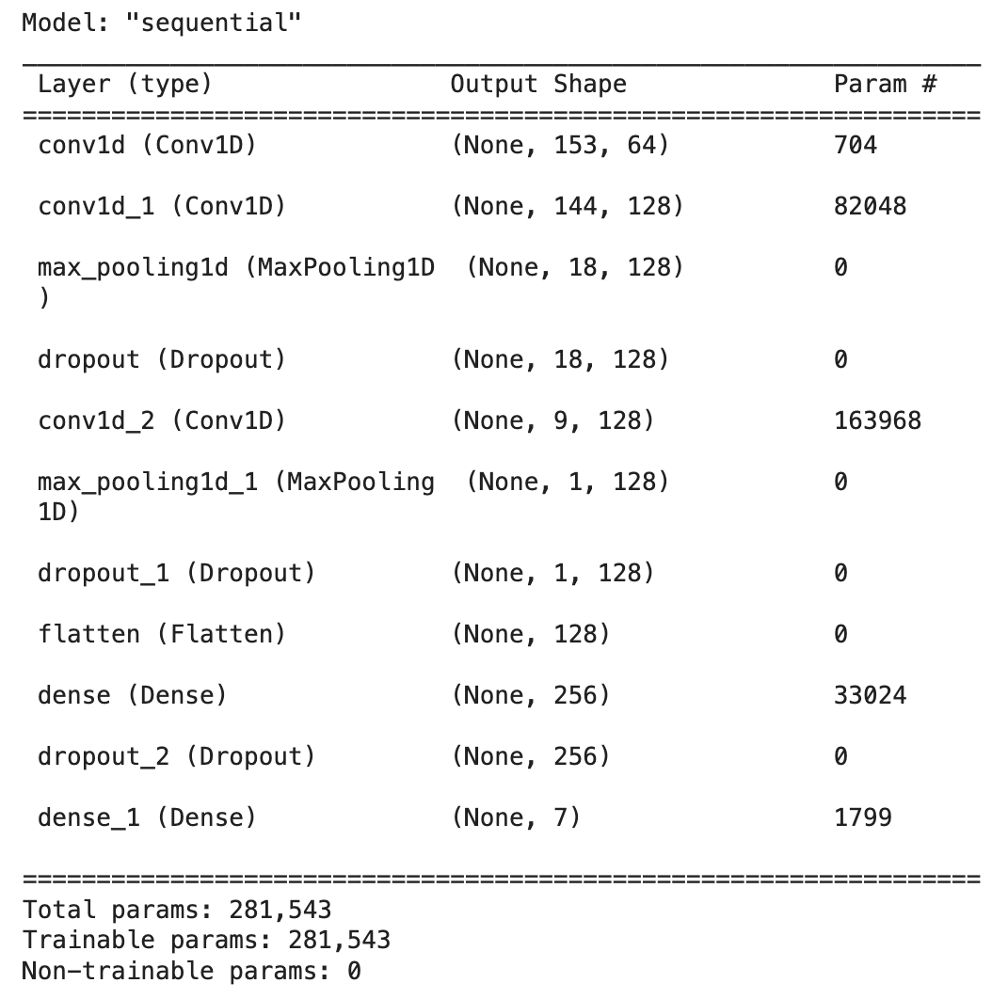 Model: "sequential"
Layer (type) Output Shape Param #
=================================================================
conv1d (Conv1D) (None, 153, 64) 704
conv1d_1 (Conv1D) (None, 144, 128) 82048
max_pooling1d (MaxPooling1D (None, 18, 128) 0
)
dropout (Dropout) (None, 18, 128) 0
conv1d_2 (Conv1D) (None, 9, 128) 163968
max_pooling1d_1 (MaxPooling (None, 1, 128) 0
1D)
dropout_1 (Dropout) (None, 1, 128) 0
flatten (Flatten) (None, 128) 0
dense (Dense) (None, 256) 33024
dropout_2 (Dropout) (None, 256) 0
dense_1 (Dense) (None, 7) 1799
=================================================================
Total params: 281,543
Trainable params: 281,543
Non-trainable params: 0